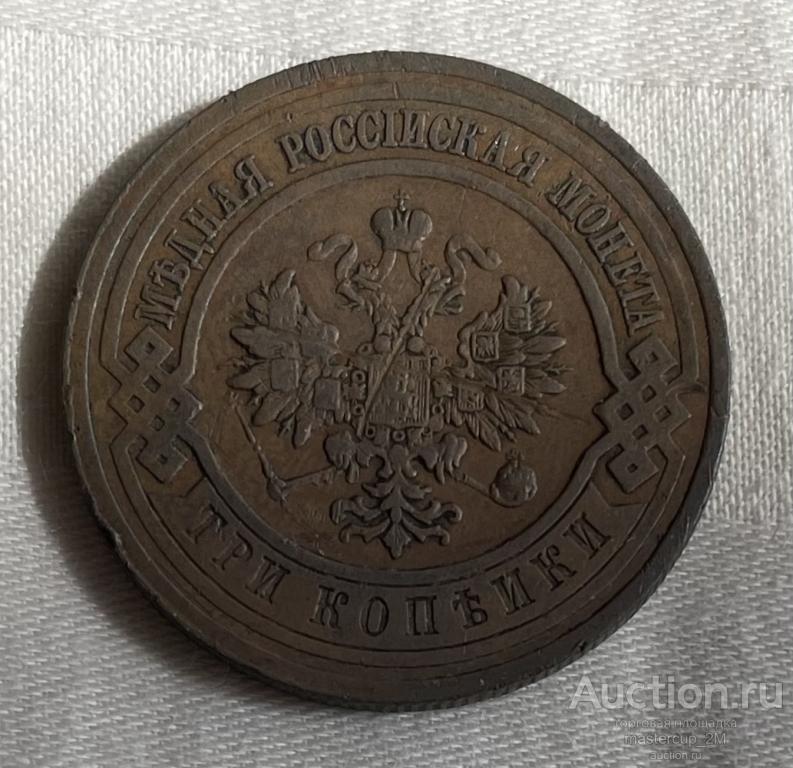 МѢДНАЯ РОССІЙСКАЯ МОНЕТА
ТРИ КОПѢЙКИ
Auction.ru
торговая площадка
mastercup_2M
auction.ru